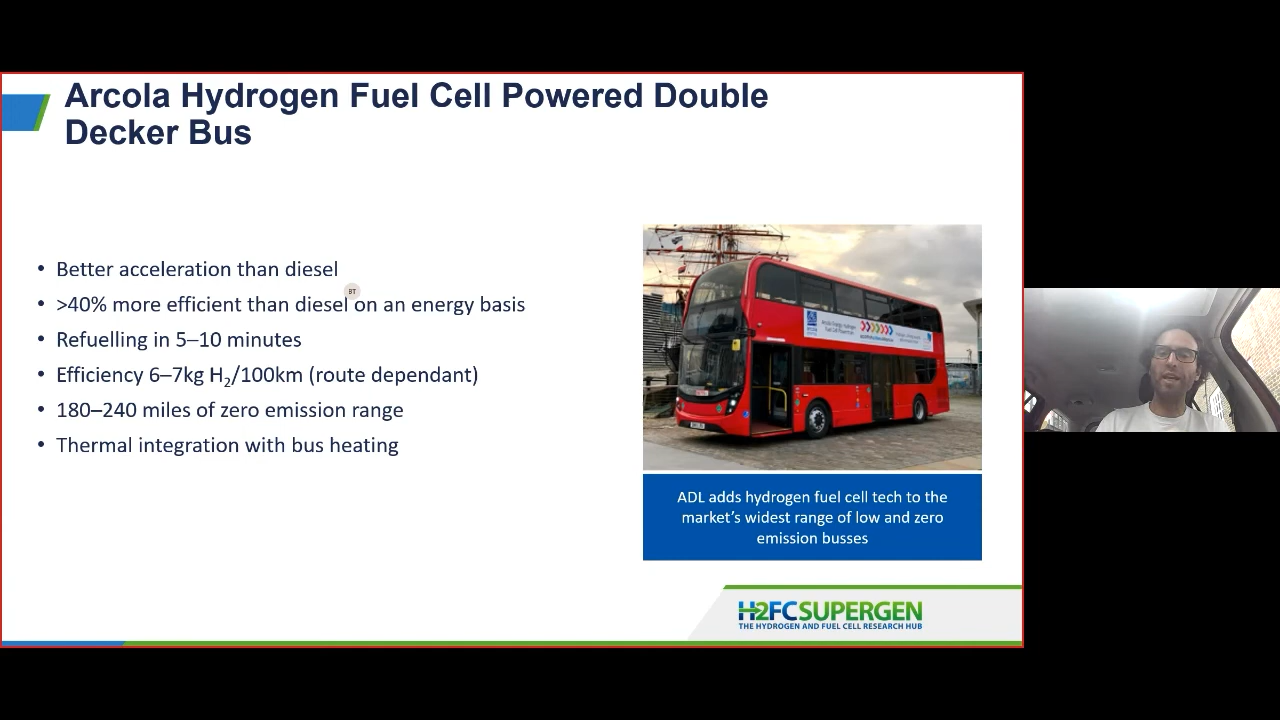 Arcola Hydrogen Fuel Cell Powered Double
Decker Bus
• Better acceleration than diesel
BT
• >40% more efficient than diesel on an energy basis
• Refuelling in 5–10 minutes
• Efficiency 6–7kg H₂/100km (route dependant)
• 180–240 miles of zero emission range
• Thermal integration with bus heating
ADL adds hydrogen fuel cell tech to the
market's widest range of low and zero
emission busses
H2FCSUPERGEN
THE HYDROGEN AND FUEL CELL RESEARCH HUB